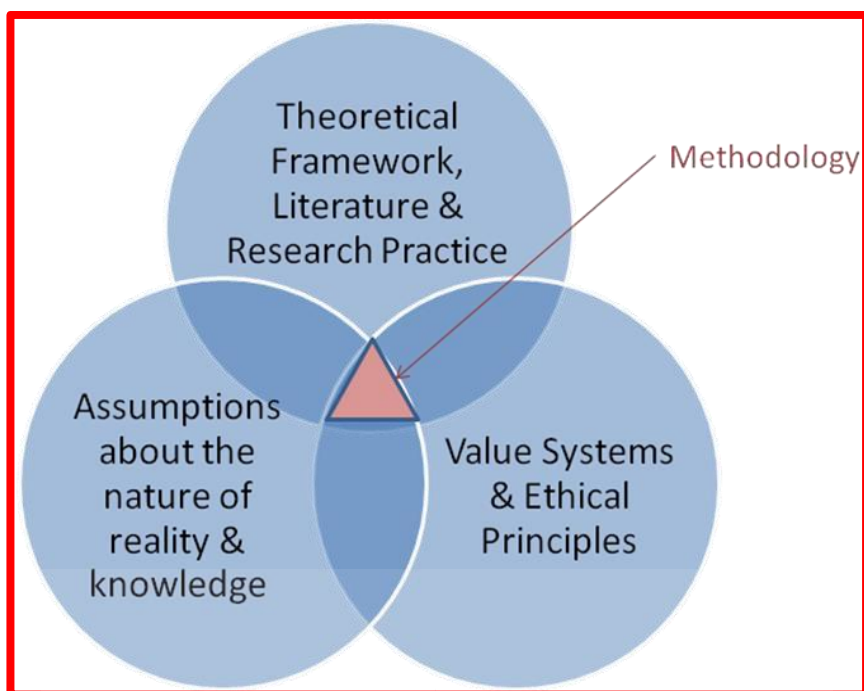 Theoretical
Framework,
Literature &
Research Practice
Methodology
Assumptions
about the
nature of
reality &
knowledge
Value Systems
& Ethical
Principles